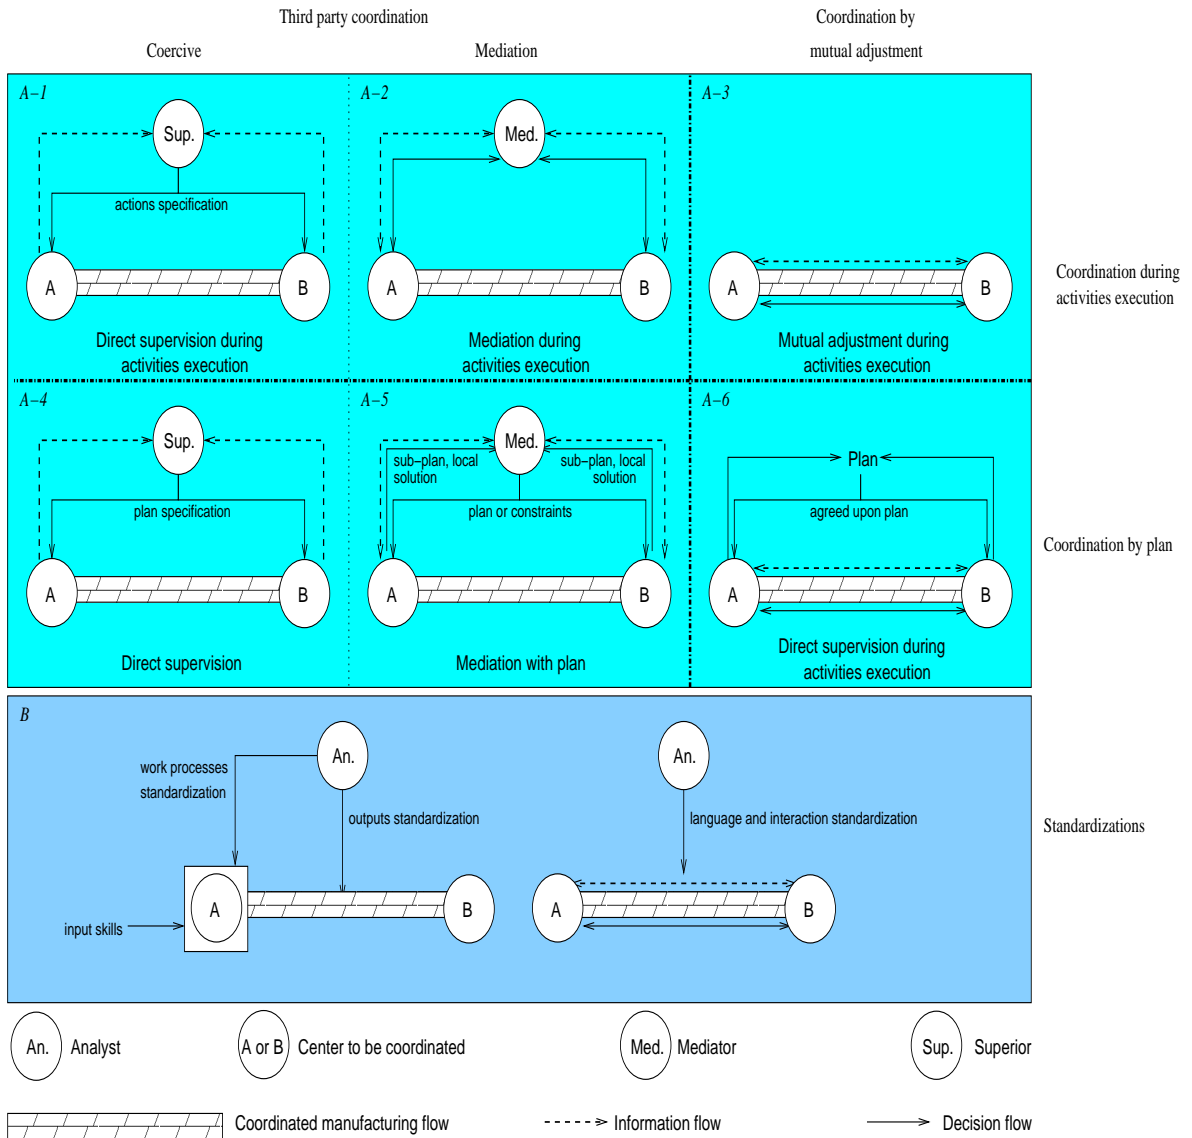 Third party coordination
Coordination by
mutual adjustment
Coercive
Mediation
A-1
Sup.
actions specification
A
B
Direct supervision during
activities execution
A-2
Med.
A
B
Mediation during
activities execution
A-3
A
B
Mutual adjustment during
activities execution
Coordination during
activities execution
A-4
Sup.
plan specification
A
B
Direct supervision
A-5
Med.
sub-plan, local
solution
sub-plan, local
solution
plan or constraints
A
B
Mediation with plan
A-6
Plan
agreed upon plan
A
B
Direct supervision during
activities execution
Coordination by plan
B
An.
work processes
standardization
outputs standardization
A
B
input skills
An.
language and interaction standardization
A
B
Standardizations
An.
Analyst
A or B
Center to be coordinated
Med.
Mediator
Sup.
Superior
Coordinated manufacturing flow
Information flow
Decision flow